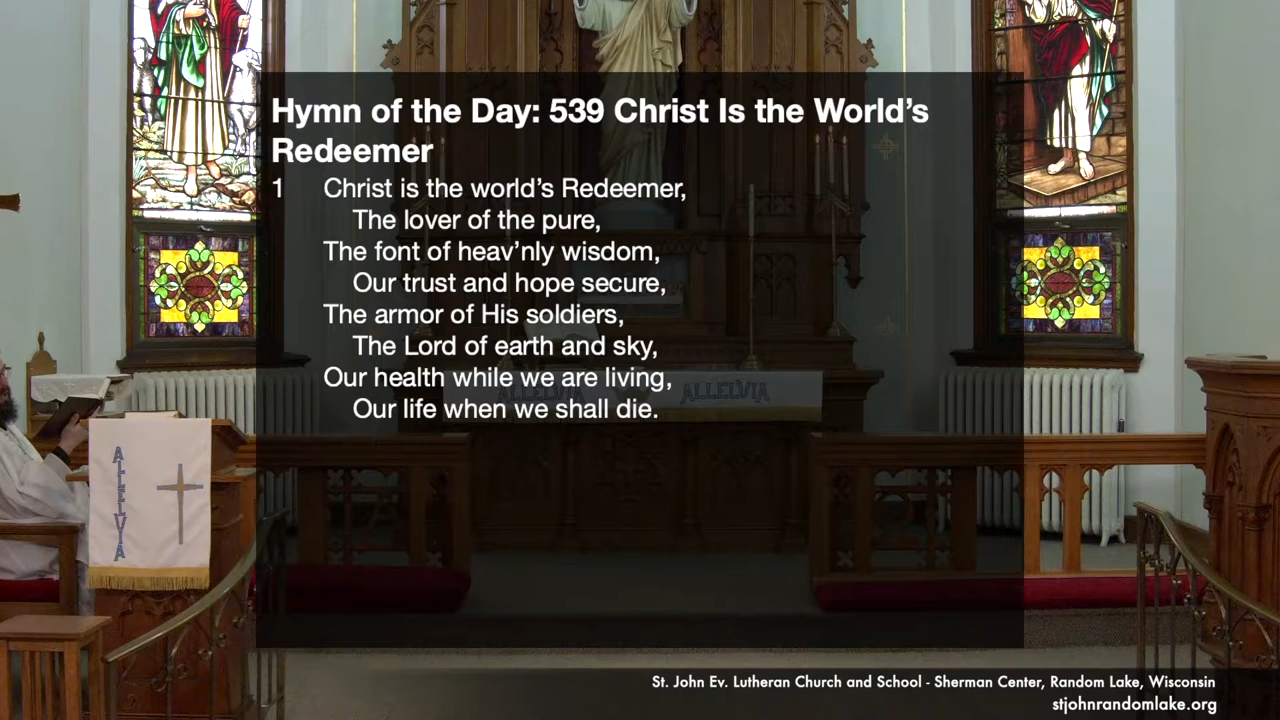 Hymn of the Day: 539 Christ Is the World’s
Redeemer
1 Christ is the world’s Redeemer,
The lover of the pure,
The font of heav’nly wisdom,
Our trust and hope secure,
The armor of His soldiers,
The Lord of earth and sky,
Our health while we are living,
Our life when we shall die.
ALLELVIA
ALLELVIA
ALLELVIA
St. John Ev. Lutheran Church and School - Sherman Center, Random Lake, Wisconsin
stjohnrandomlake.org